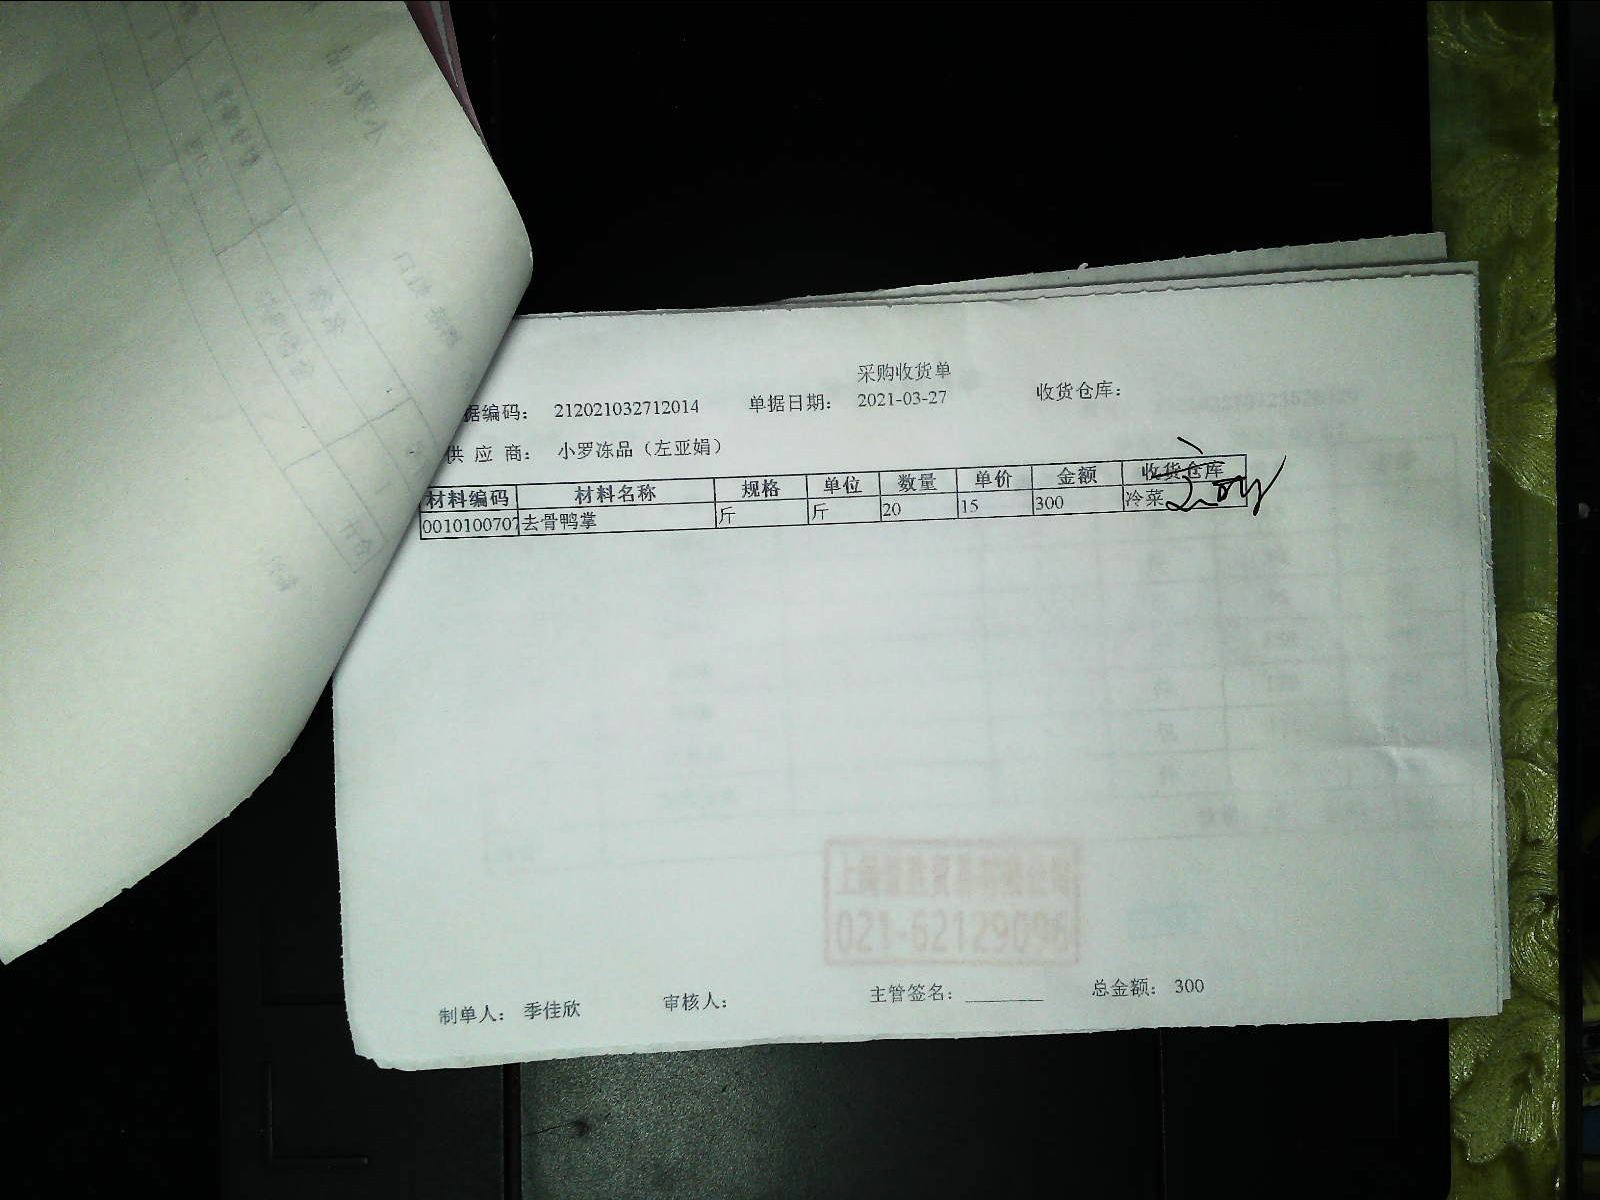 采购收货单
据编码： 212021032712014 单据日期： 2021-03-27 收货仓库：
供 应 商： 小罗冻品（左亚娟）
材料编码 材料名称 规格 单位 数量 单价 金额 收货仓库
0010100707 去骨鸭掌 斤 斤 20 15 300 冷菜
021-62129096
制单人： 季佳欣 审核人： 主管签名： ________ 总金额： 300